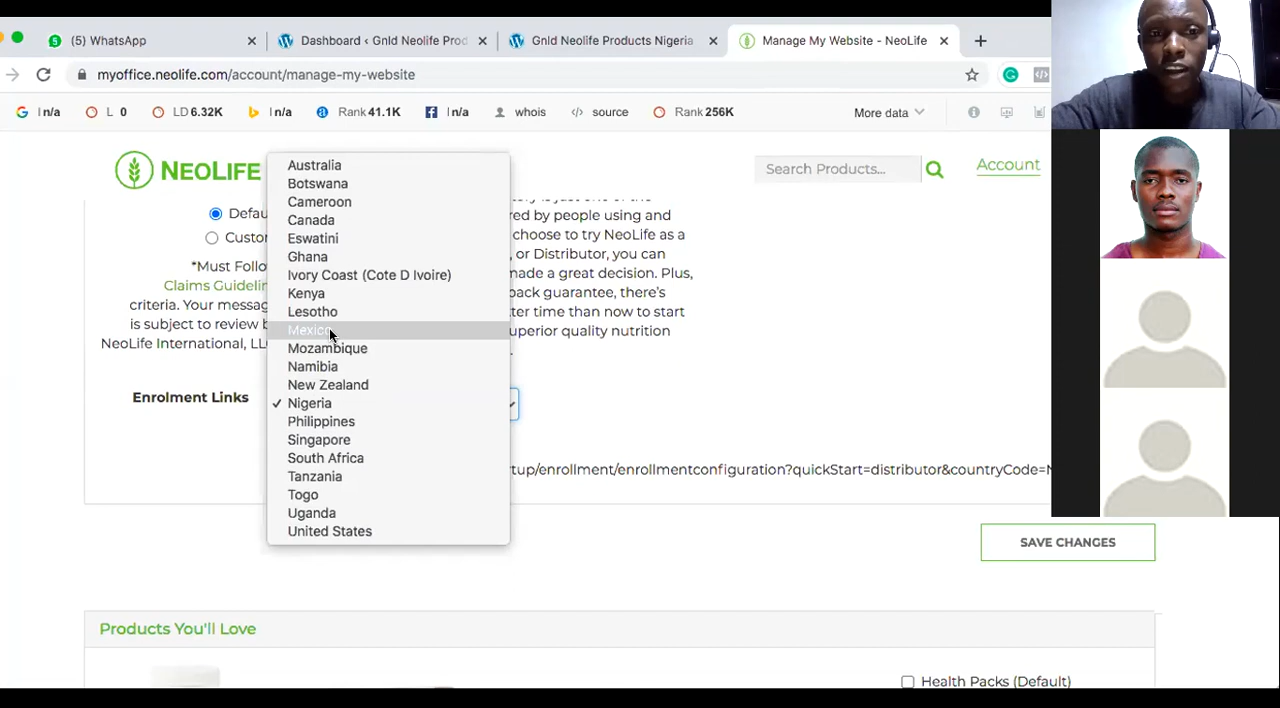 (5) WhatsApp
Dashboard ‹ Gnld Neolife Proc
Gnld Neolife Products Nigeria
Manage My Website - NeoLife
myoffice.neolife.com/account/manage-my-website
I n/a
L 0
LD 6.32K
I n/a
Rank 41.1K
I n/a
whois
source
Rank 256K
More data
NEOLIFE
Search Products...
Account
Defa
Custo
*Must Follo
Claims Guidelin
criteria. Your messag
is subject to review b
NeoLife International, LL
ered by people using and
choose to try NeoLife as a
, or Distributor, you can
made a great decision. Plus,
back guarantee, there's
tter time than now to start
superior quality nutrition
Enrolment Links
Australia
Botswana
Cameroon
Canada
Eswatini
Ghana
Ivory Coast (Cote D Ivoire)
Kenya
Lesotho
Mexico
Mozambique
Namibia
New Zealand
Nigeria
Philippines
Singapore
South Africa
Tanzania
Togo
Uganda
United States
tup/enrollment/enrollmentconfiguration?quickStart=distributor&countryCode=N
SAVE CHANGES
Products You'll Love
Health Packs (Default)